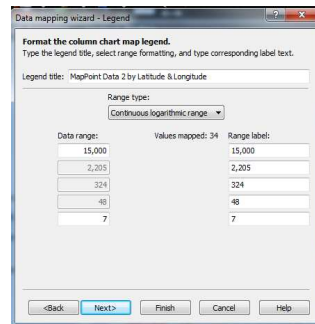 Data mapping wizard - Legend
Format the column chart map legend.
Type the legend title, select range formatting, and type corresponding label text.
Legend title: MapPoint Data 2 by Latitude & Longitude
Range type:
Continuous logarithmic range
Data range: Values mapped: 34 Range label:
15,000 15,000
2,205 2,205
324 324
48 48
7 7
<Back Next> Finish Cancel Help